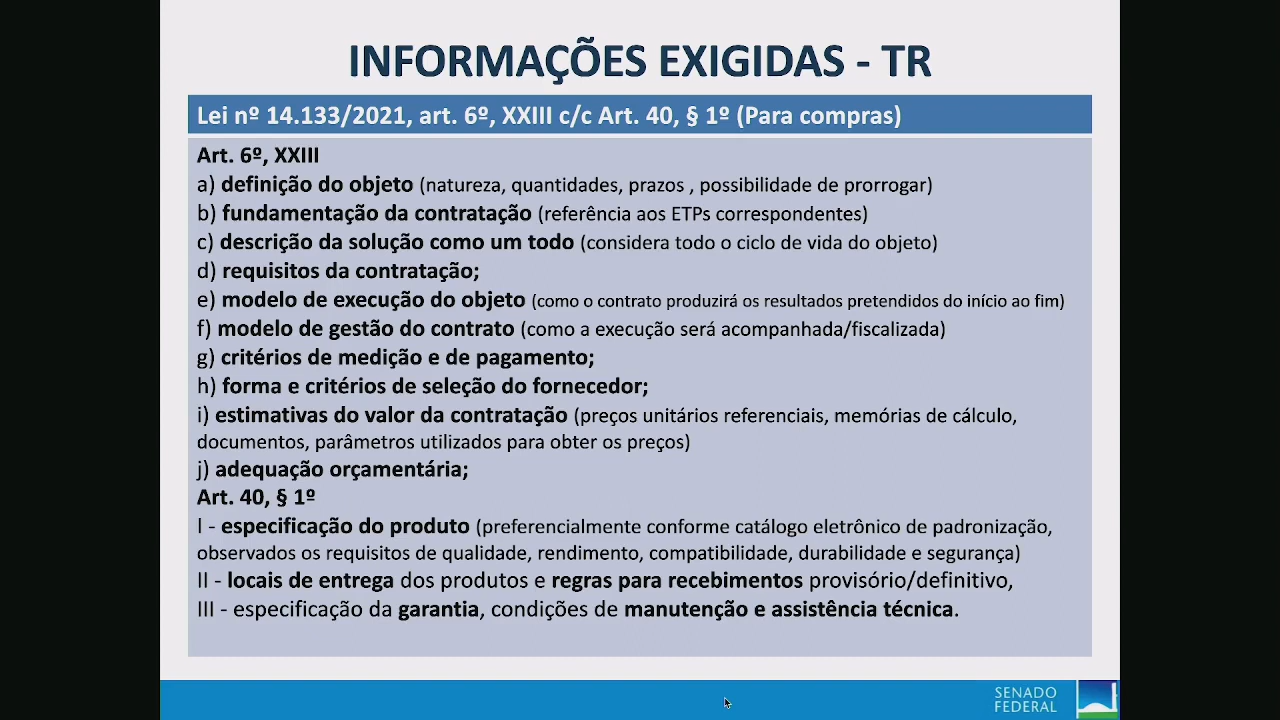 INFORMAÇÕES EXIGIDAS - TR
Lei nº 14.133/2021, art. 6º, XXIII c/c Art. 40, § 1º (Para compras)
Art. 6º, XXIII
a) definição do objeto (natureza, quantidades, prazos , possibilidade de prorrogar)
b) fundamentação da contratação (referência aos ETPs correspondentes)
c) descrição da solução como um todo (considera todo o ciclo de vida do objeto)
d) requisitos da contratação;
e) modelo de execução do objeto (como o contrato produzirá os resultados pretendidos do início ao fim)
f) modelo de gestão do contrato (como a execução será acompanhada/fiscalizada)
g) critérios de medição e de pagamento;
h) forma e critérios de seleção do fornecedor;
i) estimativas do valor da contratação (preços unitários referenciais, memórias de cálculo,
documentos, parâmetros utilizados para obter os preços)
j) adequação orçamentária;
Art. 40, § 1º
I - especificação do produto (preferencialmente conforme catálogo eletrônico de padronização,
observados os requisitos de qualidade, rendimento, compatibilidade, durabilidade e segurança)
II - locais de entrega dos produtos e regras para recebimentos provisório/definitivo,
III - especificação da garantia, condições de manutenção e assistência técnica.
SENADO
FEDERAL